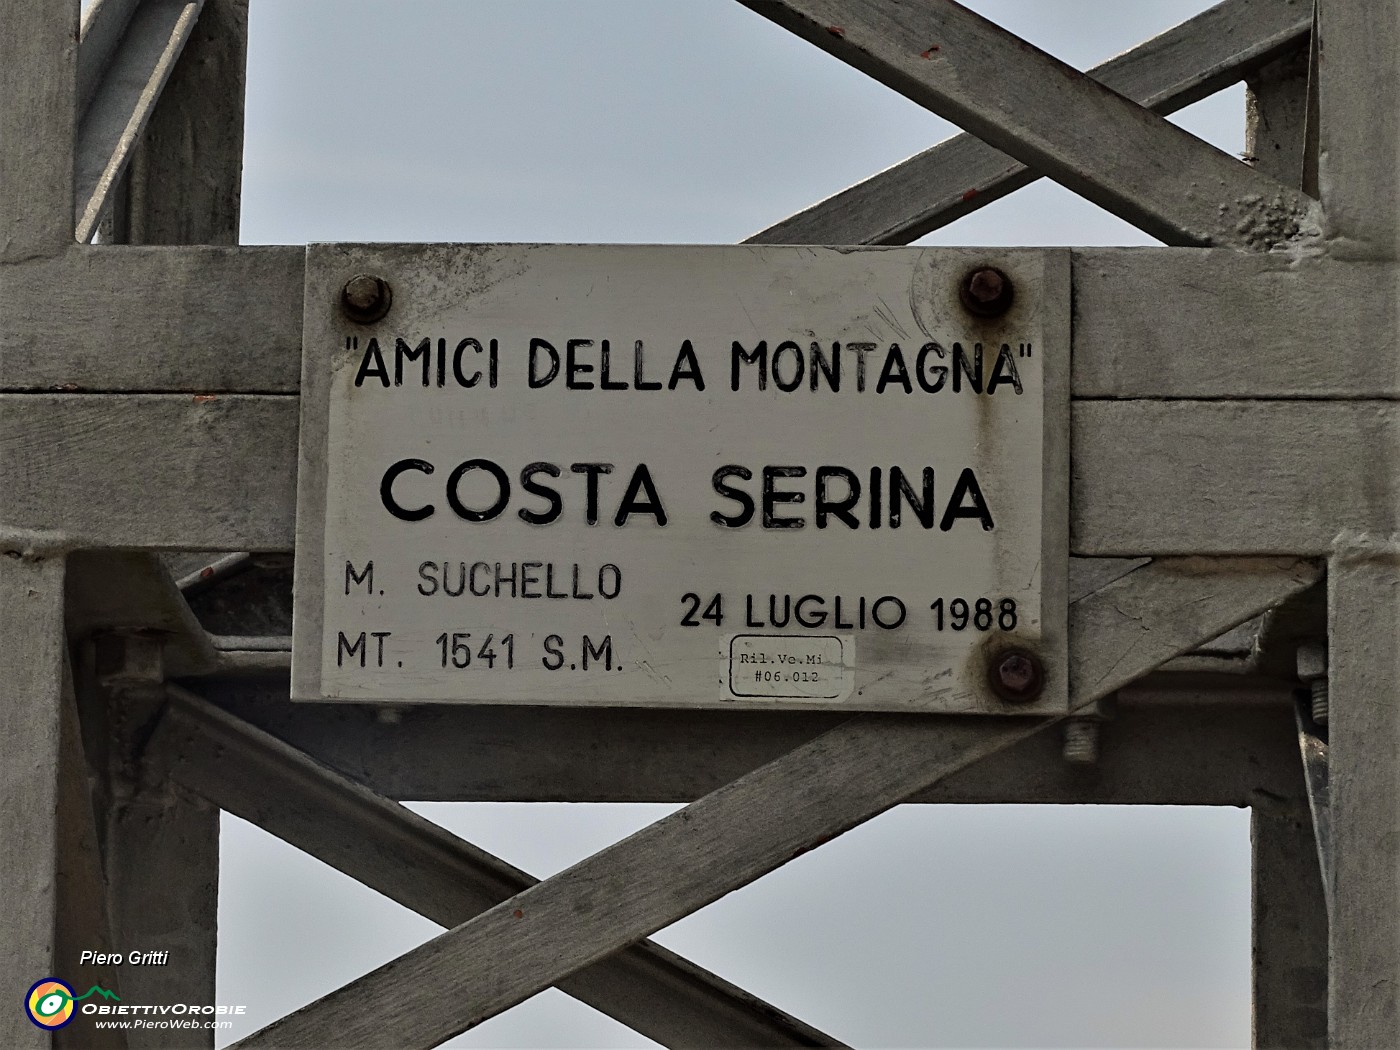 "AMICI DELLA MONTAGNA"
COSTA SERINA
M. SUCHELLO
24 LUGLIO 1988
MT. 1541 S.M.
Ril.Ve.Mi
#06.012
Piero Gritti
OBIETTIVOROBIE
www.PieroWeb.com